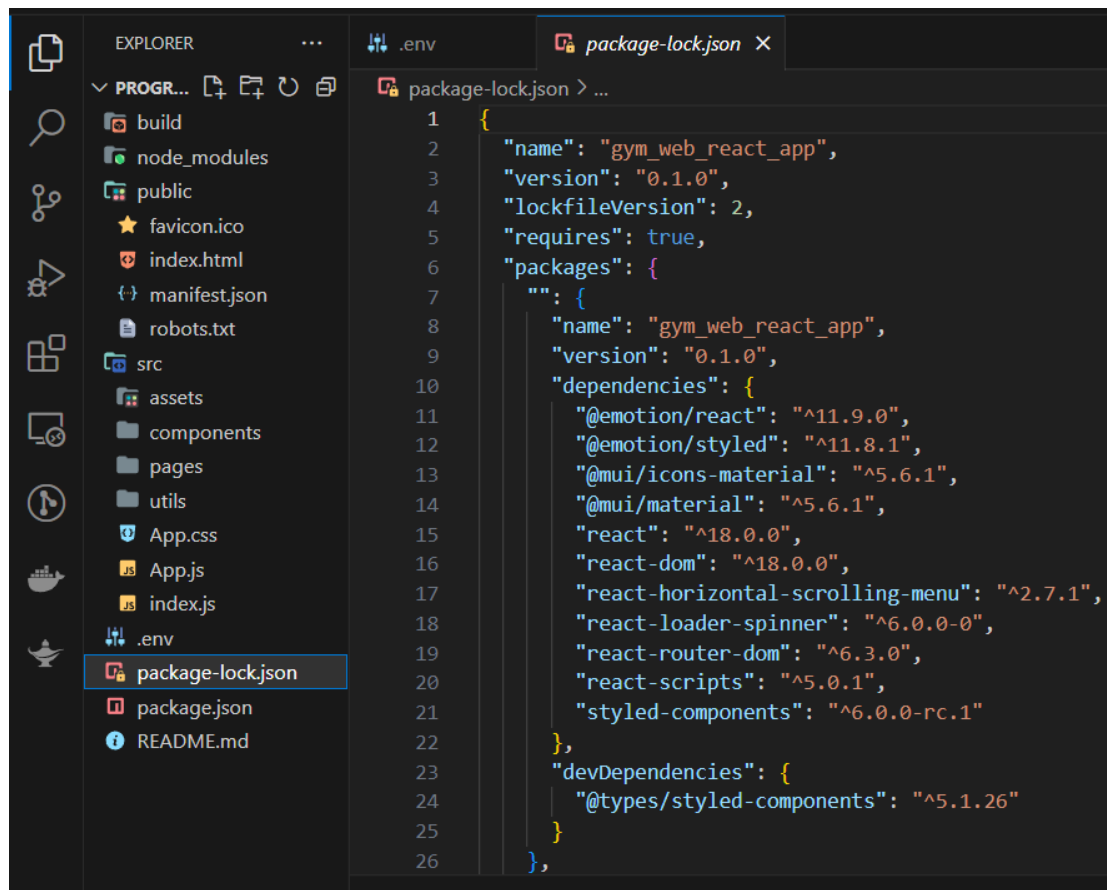 EXPLORER
PROGR...
build
node_modules
public
favicon.ico
index.html
manifest.json
robots.txt
src
assets
components
pages
utils
App.css
JS App.js
JS index.js
.env
package-lock.json
package.json
README.md
.env
package-lock.json
package-lock.json > ...
1 {
2 "name": "gym_web_react_app",
3 "version": "0.1.0",
4 "lockfileVersion": 2,
5 "requires": true,
6 "packages": {
7 "": {
8 "name": "gym_web_react_app",
9 "version": "0.1.0",
10 "dependencies": {
11 "@emotion/react": "^11.9.0",
12 "@emotion/styled": "^11.8.1",
13 "@mui/icons-material": "^5.6.1",
14 "@mui/material": "^5.6.1",
15 "react": "^18.0.0",
16 "react-dom": "^18.0.0",
17 "react-horizontal-scrolling-menu": "^2.7.1",
18 "react-loader-spinner": "^6.0.0-0",
19 "react-router-dom": "^6.3.0",
20 "react-scripts": "^5.0.1",
21 "styled-components": "^6.0.0-rc.1"
22 },
23 "devDependencies": {
24 "@types/styled-components": "^5.1.26"
25 }
26 },